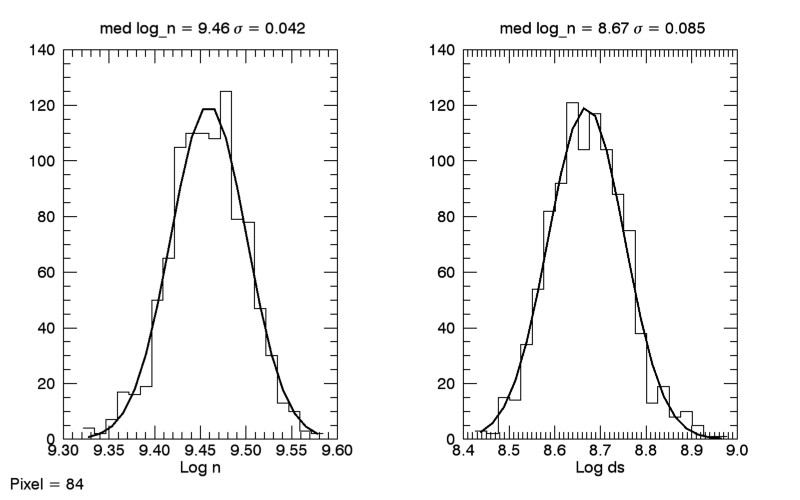 med log_n = 9.46 σ = 0.042
med log_n = 8.67 σ = 0.085
140
120
100
80
60
40
20
0
9.30 9.35 9.40 9.45 9.50 9.55 9.60
Log n
140
120
100
80
60
40
20
0
8.4 8.5 8.6 8.7 8.8 8.9 9.0
Log ds
Pixel = 84